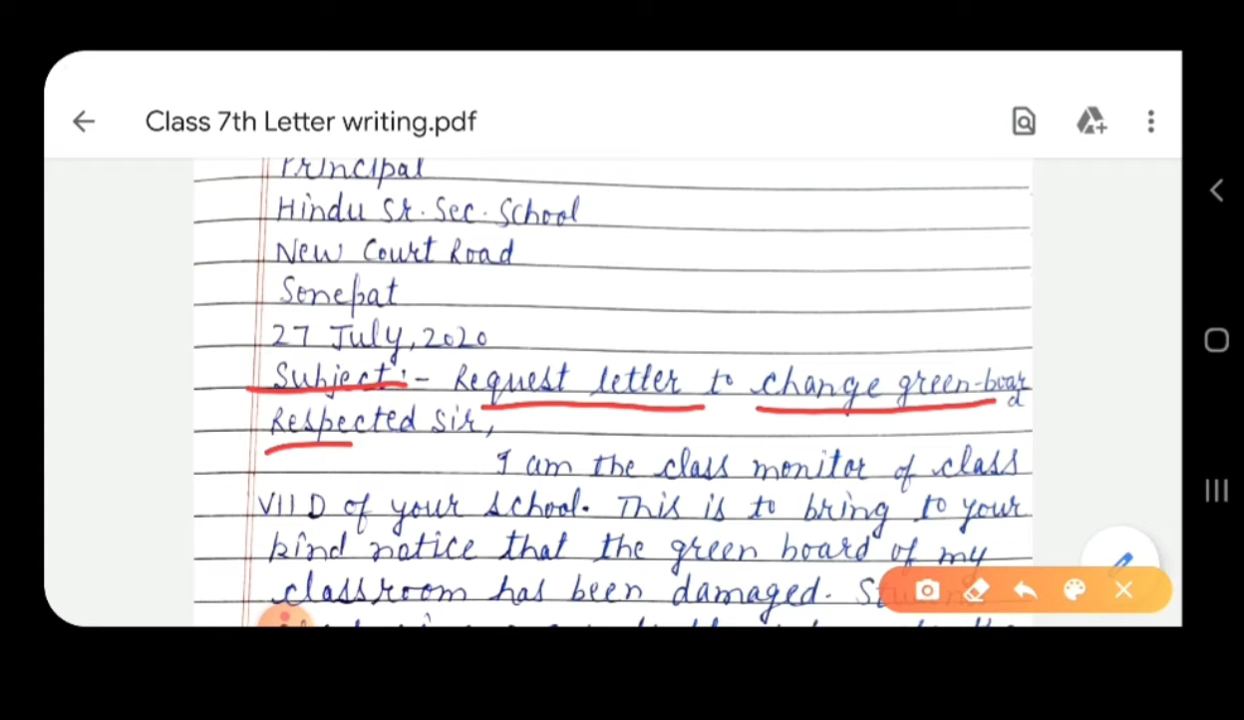 Class 7th Letter writing.pdf
Principal
Hindu Sr. Sec. School
New Court Road
Sonepat
27 July, 2020
Subject:- Request letter to change green-board
Respected Sir,
I am the class monitor of class
VII D of your school. This is to bring to your
kind notice that the green board of my
classroom has been damaged.